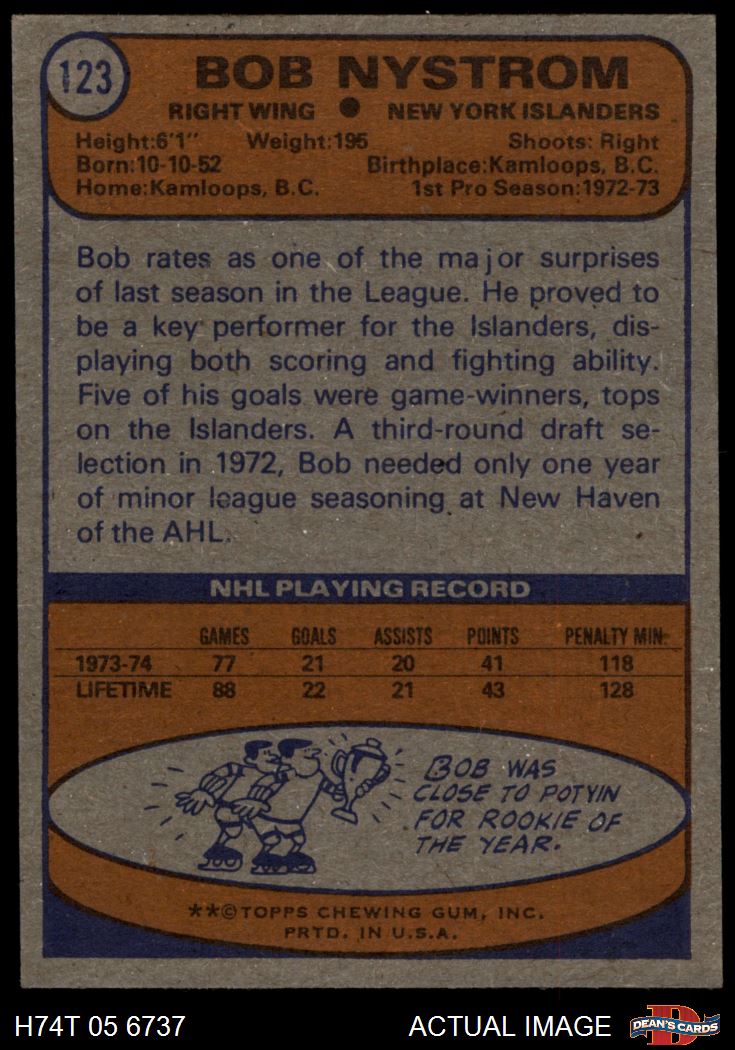 123
BOB NYSTROM
RIGHT WING ● NEW YORK ISLANDERS
Height:6'1" Weight:195 Shoots: Right
Born:10-10-52 Birthplace:Kamloops, B.C.
Home:Kamloops, B.C. 1st Pro Season:1972-73
Bob rates as one of the major surprises
of last season in the League. He proved to
be a key performer for the Islanders, dis-
playing both scoring and fighting ability.
Five of his goals were game-winners, tops
on the Islanders. A third-round draft se-
lection in 1972, Bob needed only one year
of minor league seasoning at New Haven
of the AHL.
NHL PLAYING RECORD
GAMES GOALS ASSISTS POINTS PENALTY MIN.
1973-74 77 21 20 41 118
LIFETIME 88 22 21 43 128
BOB WAS
CLOSE TO POTVIN
FOR ROOKIE OF
THE YEAR.
**©TOPPS CHEWING GUM, INC.
PRTD. IN U.S.A.
H74T 05 6737 ACTUAL IMAGE DEAN'S CARDS